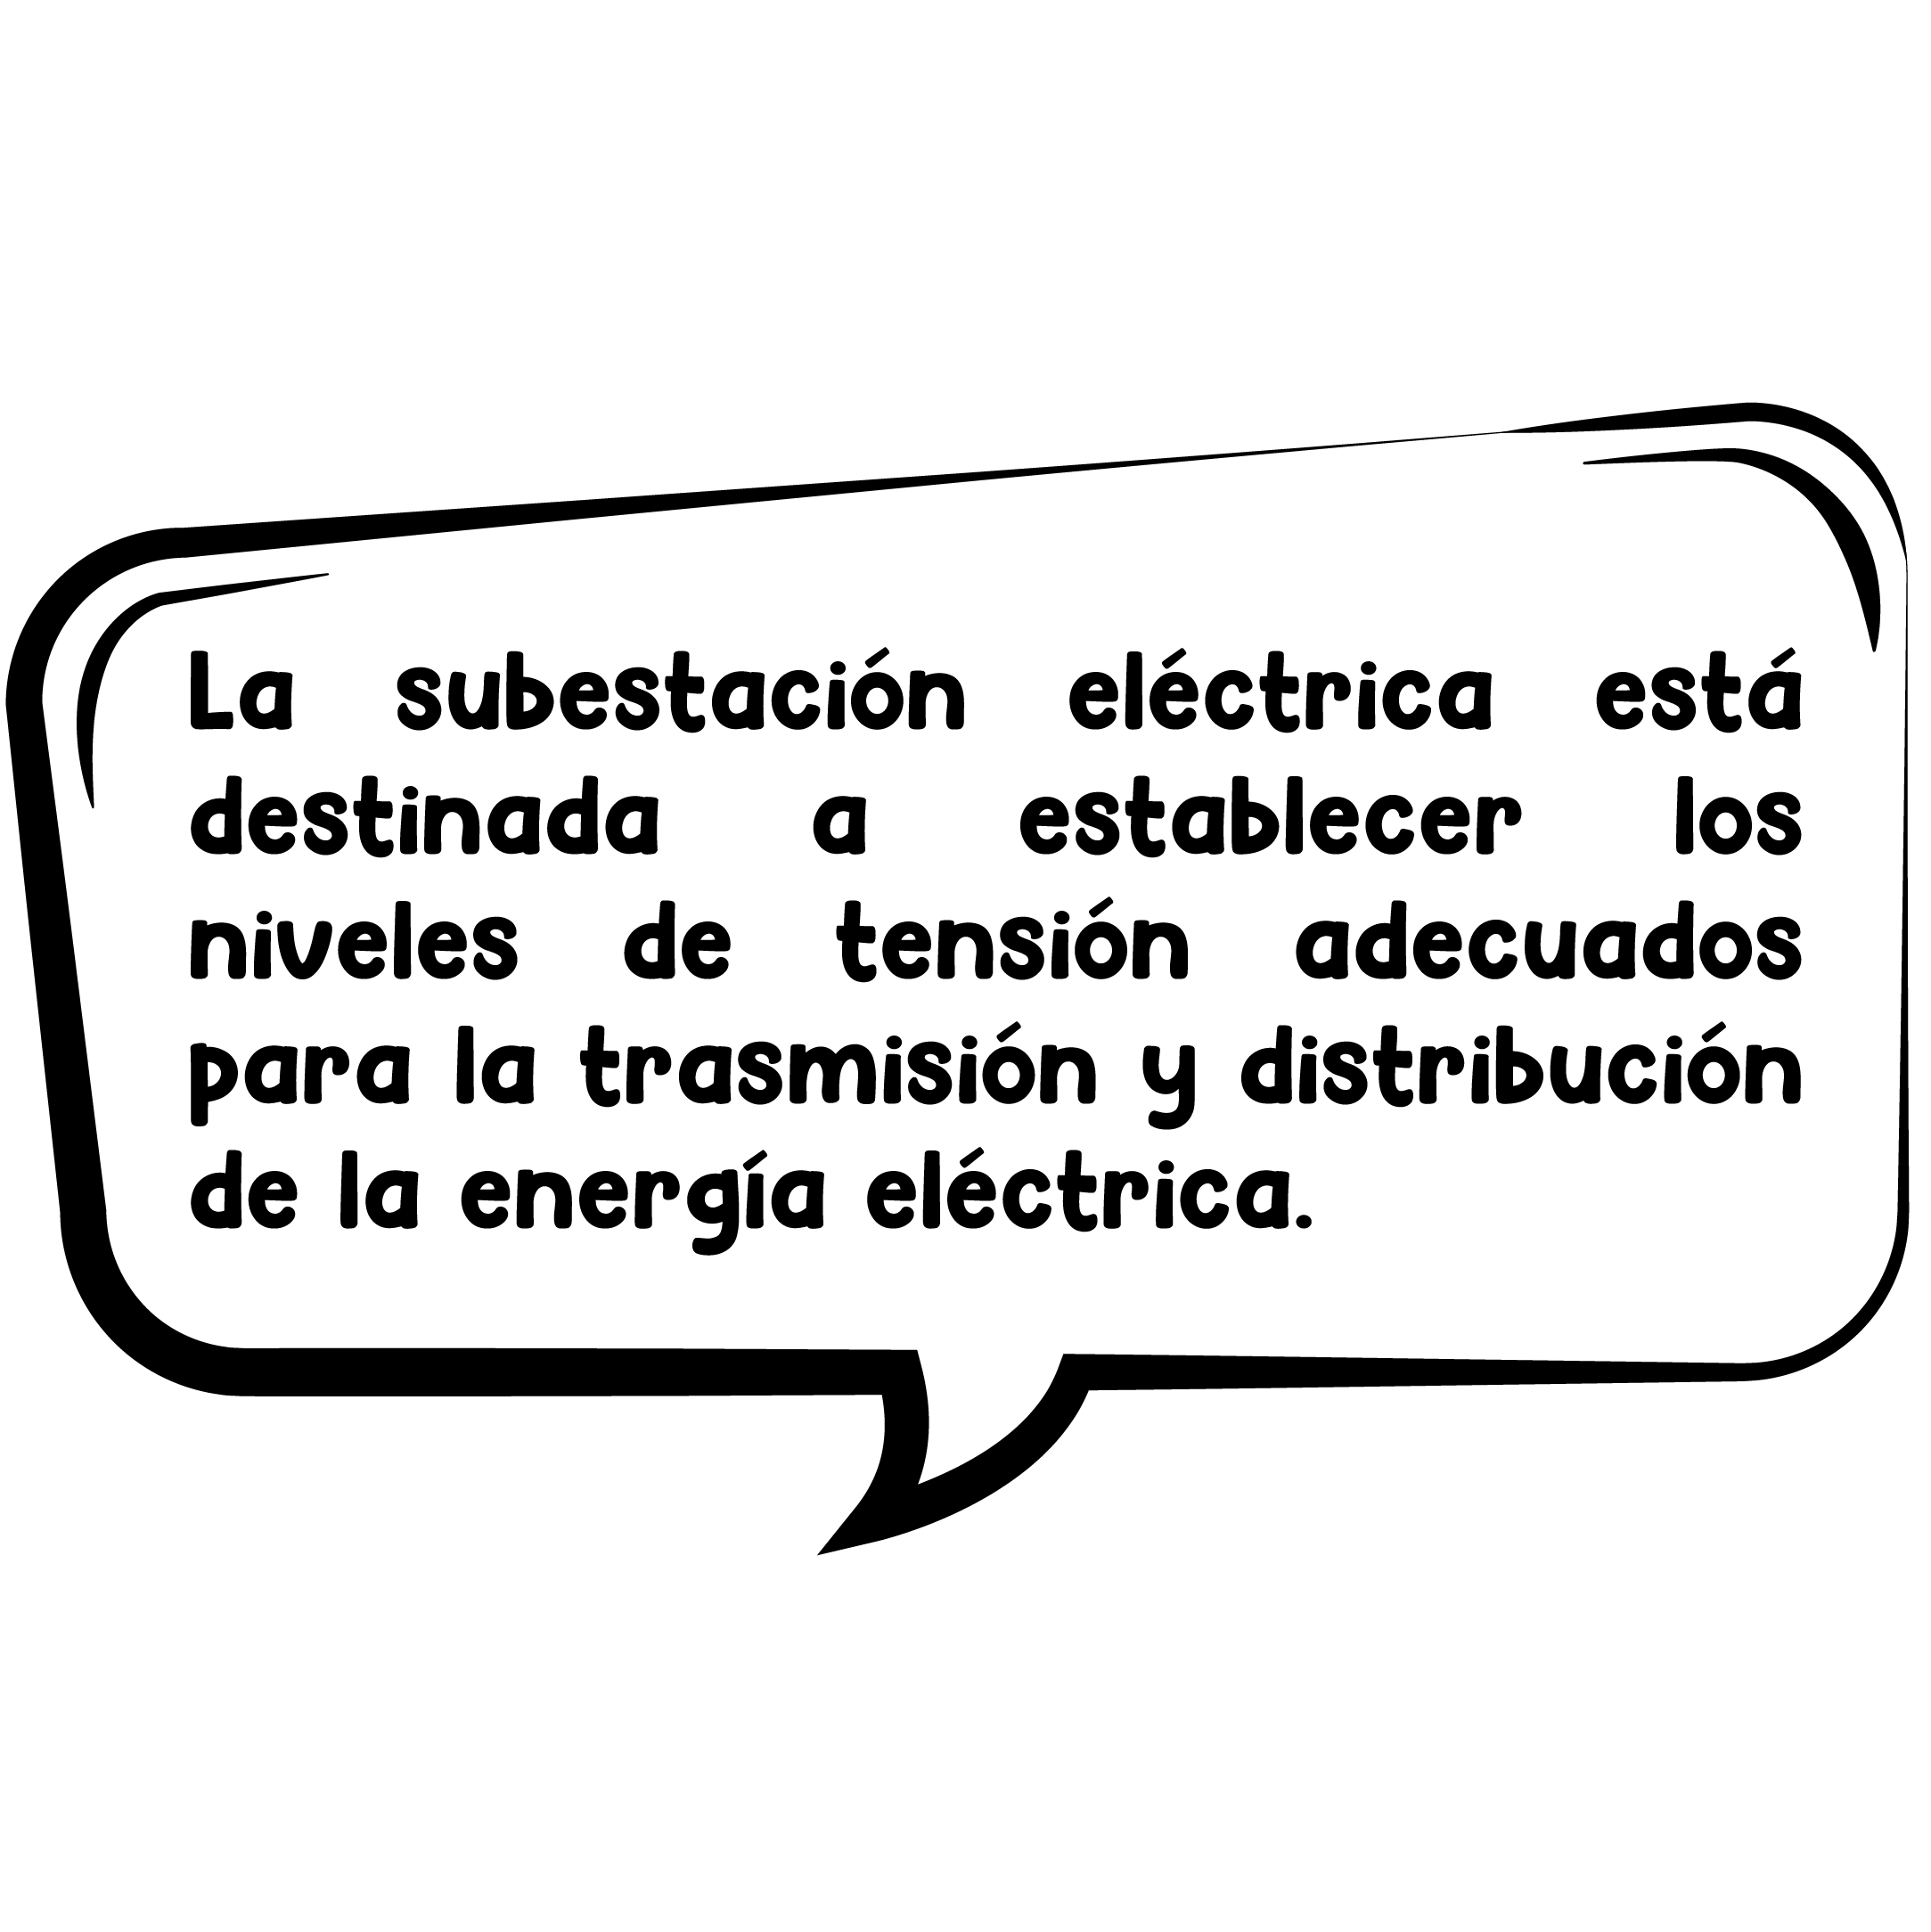 La subestación eléctrica está
destinada a establecer los
niveles de tensión adecuados
para la trasmisión y distribución
de la energía eléctrica.